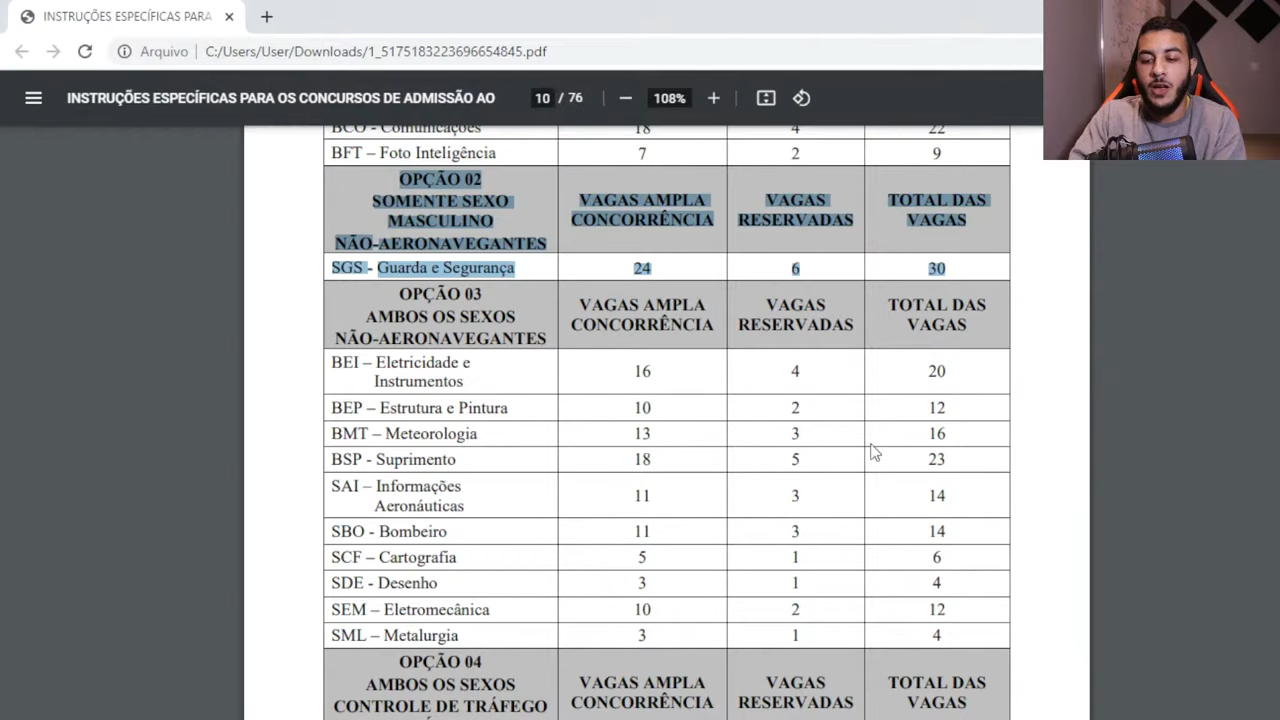 INSTRUÇÕES ESPECÍFICAS PARA
Arquivo C:/Users/User/Downloads/1_5175183223696654845.pdf
INSTRUÇÕES ESPECÍFICAS PARA OS CONCURSOS DE ADMISSÃO AO 10 / 76 108%
BCO - Comunicações 18 4 22
BFT – Foto Inteligência 7 2 9
OPÇÃO 02
SOMENTE SEXO
MASCULINO
NÃO-AERONAVEGANTES
VAGAS AMPLA
CONCORRÊNCIA
VAGAS
RESERVADAS
TOTAL DAS
VAGAS
SGS - Guarda e Segurança 24 6 30
OPÇÃO 03
AMBOS OS SEXOS
NÃO-AERONAVEGANTES
VAGAS AMPLA
CONCORRÊNCIA
VAGAS
RESERVADAS
TOTAL DAS
VAGAS
BEI – Eletricidade e
Instrumentos
16 4 20
BEP – Estrutura e Pintura 10 2 12
BMT – Meteorologia 13 3 16
BSP - Suprimento 18 5 23
SAI – Informações
Aeronáuticas
11 3 14
SBO - Bombeiro 11 3 14
SCF – Cartografia 5 1 6
SDE - Desenho 3 1 4
SEM – Eletromecânica 10 2 12
SML – Metalurgia 3 1 4
OPÇÃO 04
AMBOS OS SEXOS
CONTROLE DE TRÁFEGO
VAGAS AMPLA
CONCORRÊNCIA
VAGAS
RESERVADAS
TOTAL DAS
VAGAS